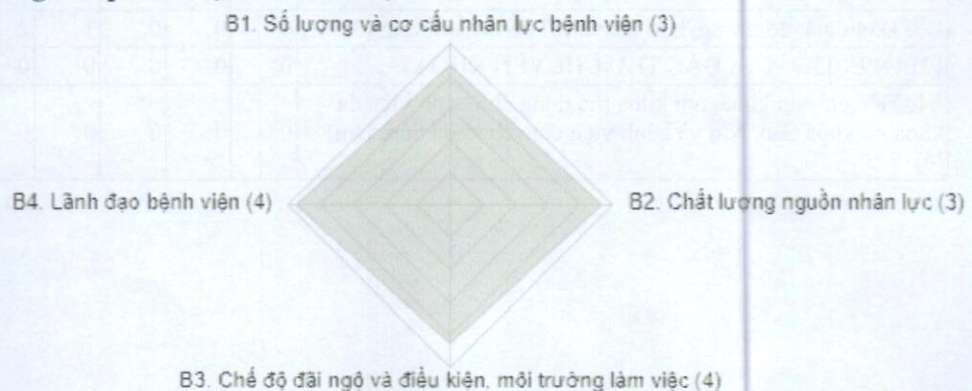 B1. Số lượng và cơ cấu nhân lực bệnh viện (3)
B4. Lãnh đạo bệnh viện (4)
B2. Chất lượng nguồn nhân lực (3)
B3. Chế độ đãi ngộ và điều kiện, môi trường làm việc (4)